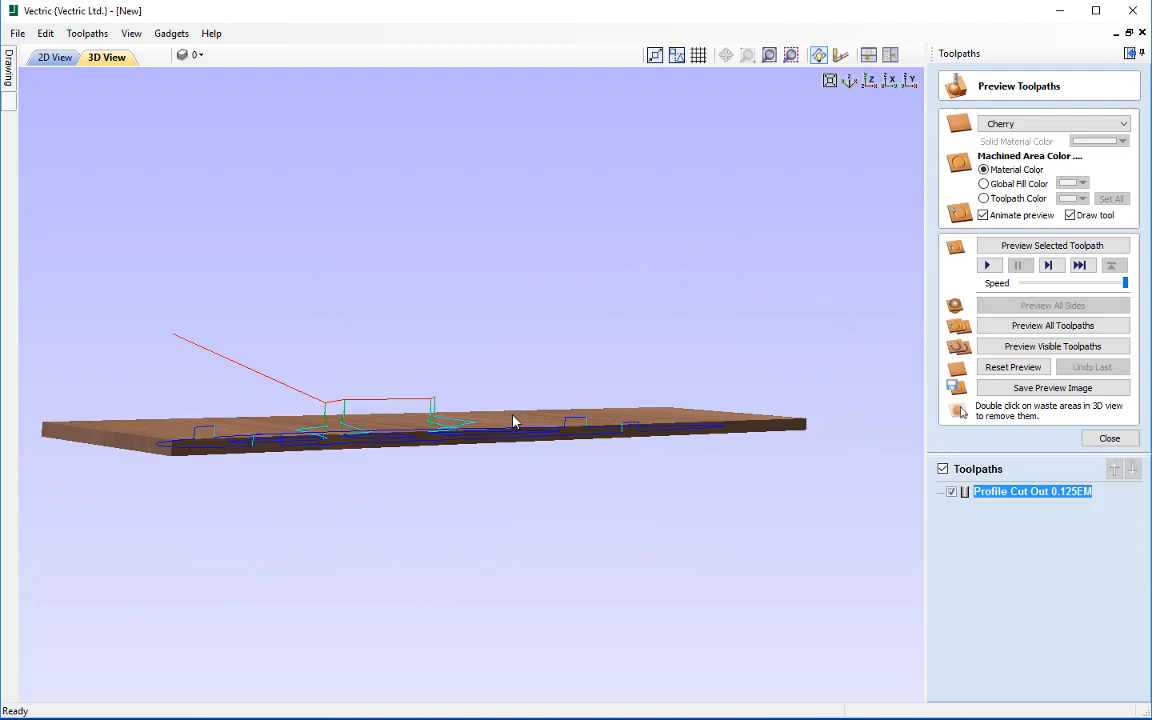 Vectric {Vectric Ltd.} - [New]
File Edit Toolpaths View Gadgets Help
Drawing
2D View
3D View
0
Z X Y
Toolpaths
Preview Toolpaths
Cherry
Solid Material Color
Machined Area Color ....
Material Color
Global Fill Color
Toolpath Color
Set All
Animate preview
Draw tool
Preview Selected Toolpath
Speed
Preview All Sides
Preview All Toolpaths
Preview Visible Toolpaths
Reset Preview
Undo Last
Save Preview Image
Double click on waste areas in 3D view
to remove them.
Close
Toolpaths
Profile Cut Out 0.125EM
Ready